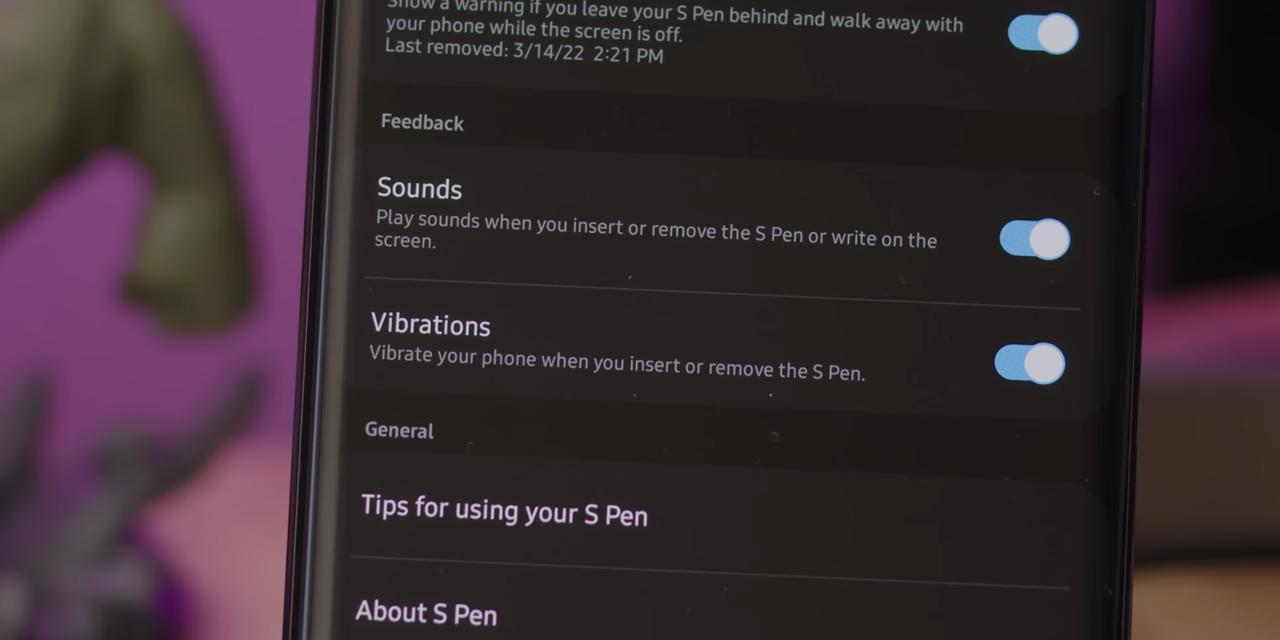 Show a warning if you leave your S Pen behind and walk away with
your phone while the screen is off.
Last removed: 3/14/22 2:21 PM
Feedback
Sounds
Play sounds when you insert or remove the S Pen or write on the
screen.
Vibrations
Vibrate your phone when you insert or remove the S Pen.
General
Tips for using your S Pen
About S Pen